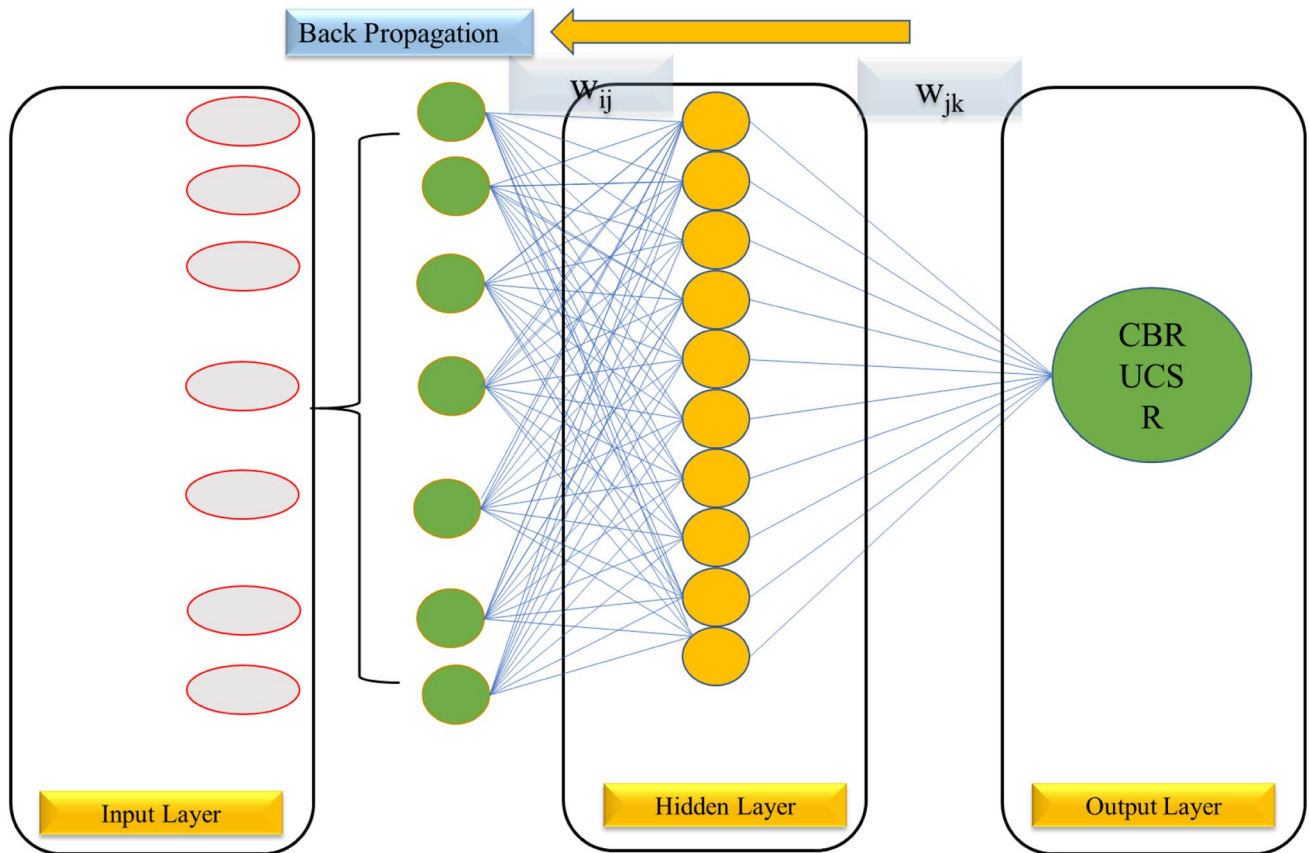 Back Propagation
wij
wjk
CBR
UCS
R
Input Layer
Hidden Layer
Output Layer